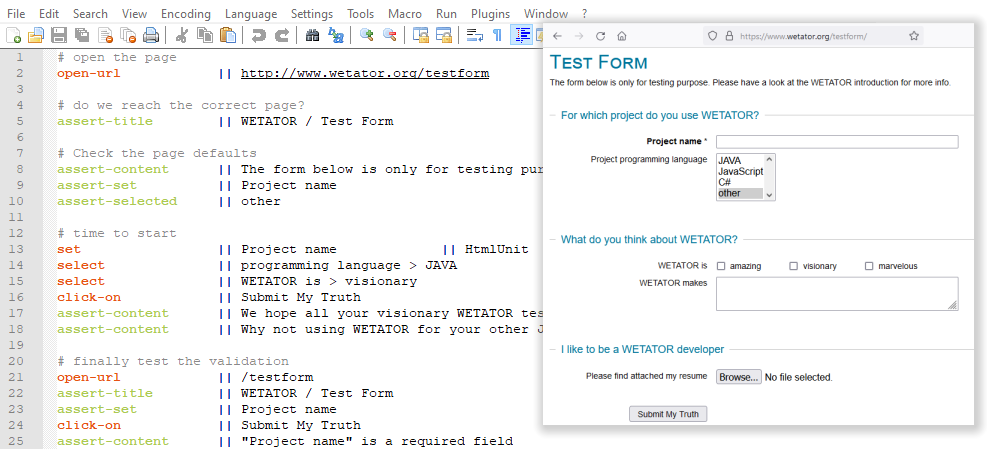 File Edit Search View Encoding Language Settings Tools Macro Run Plugins Window ?
1 # open the page
2 open-url || http://www.wetator.org/testform
3
4 # do we reach the correct page?
5 assert-title || WETATOR / Test Form
6
7 # Check the page defaults
8 assert-content || The form below is only for testing pur
9 assert-set || Project name
10 assert-selected || other
11
12 # time to start
13 set || Project name || HtmlUnit
14 select || programming language > JAVA
15 select || WETATOR is > visionary
16 click-on || Submit My Truth
17 assert-content || We hope all your visionary WETATOR tes
18 assert-content || Why not using WETATOR for your other J
19
20 # finally test the validation
21 open-url || /testform
22 assert-title || WETATOR / Test Form
23 assert-set || Project name
24 click-on || Submit My Truth
25 assert-content || "Project name" is a required field
https://www.wetator.org/testform/
TEST FORM
The form below is only for testing purpose. Please have a look at the WETATOR introduction for more info.
For which project do you use WETATOR?
Project name *
Project programming language
JAVA
JavaScript
C#
other
What do you think about WETATOR?
WETATOR is amazing visionary marvelous
WETATOR makes
I like to be a WETATOR developer
Please find attached my resume Browse... No file selected.
Submit My Truth